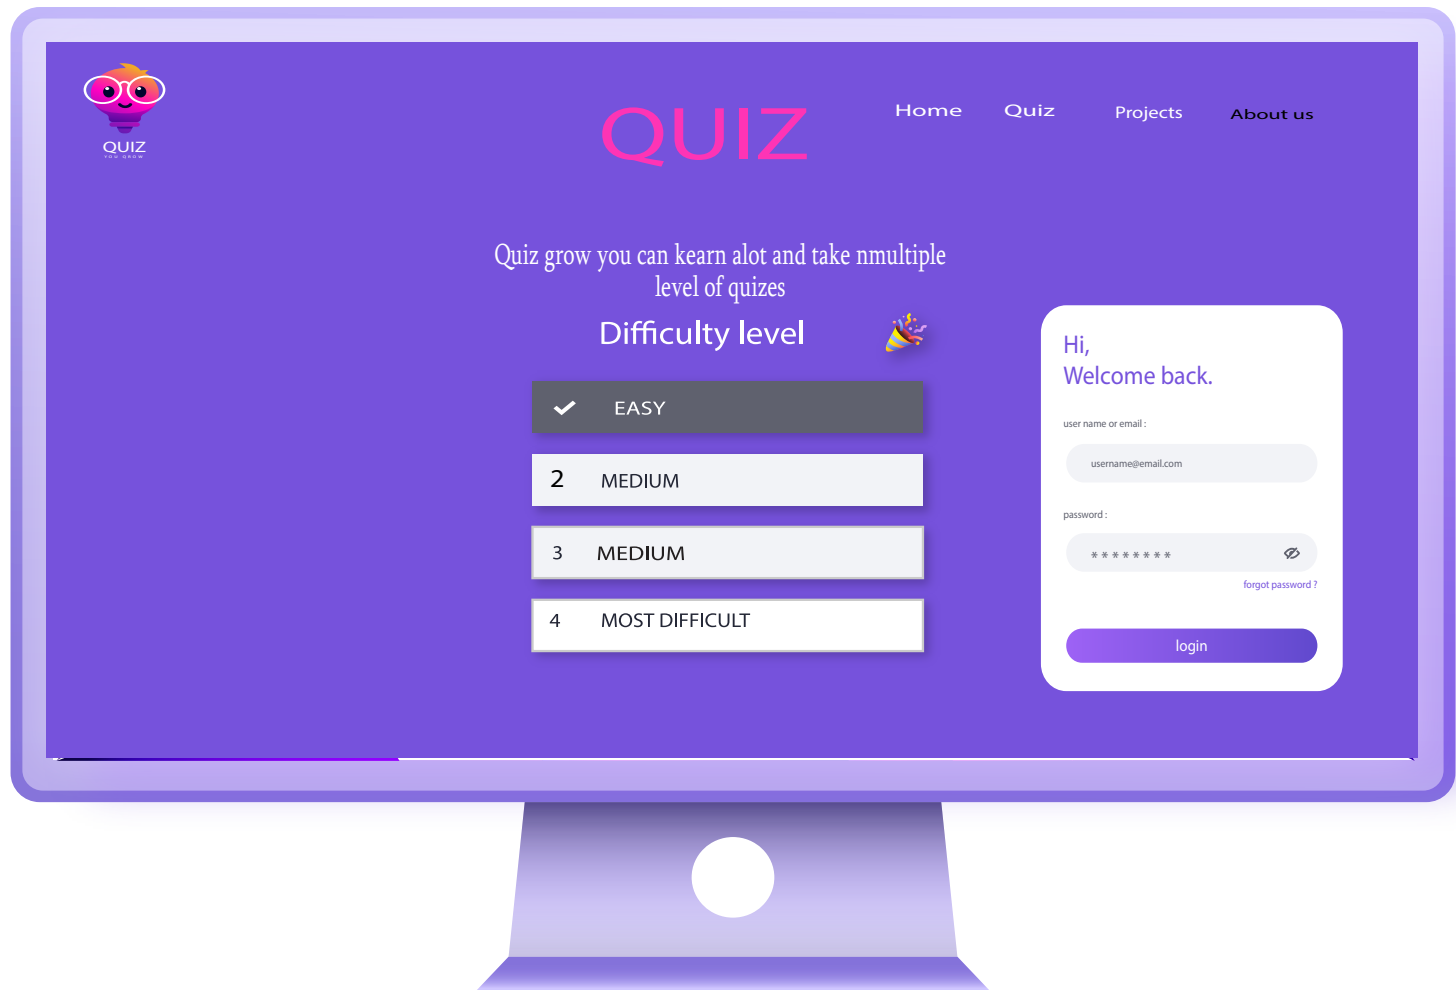 QUIZ
YOU GROW
QUIZ
Home
Quiz
Projects
About us
Quiz grow you can kearn alot and take nmultiple
level of quizes
Difficulty level
EASY
2 MEDIUM
3 MEDIUM
4 MOST DIFFICULT
Hi,
Welcome back.
user name or email :
username@email.com
password :
* * * * * * * *
forgot password ?
login